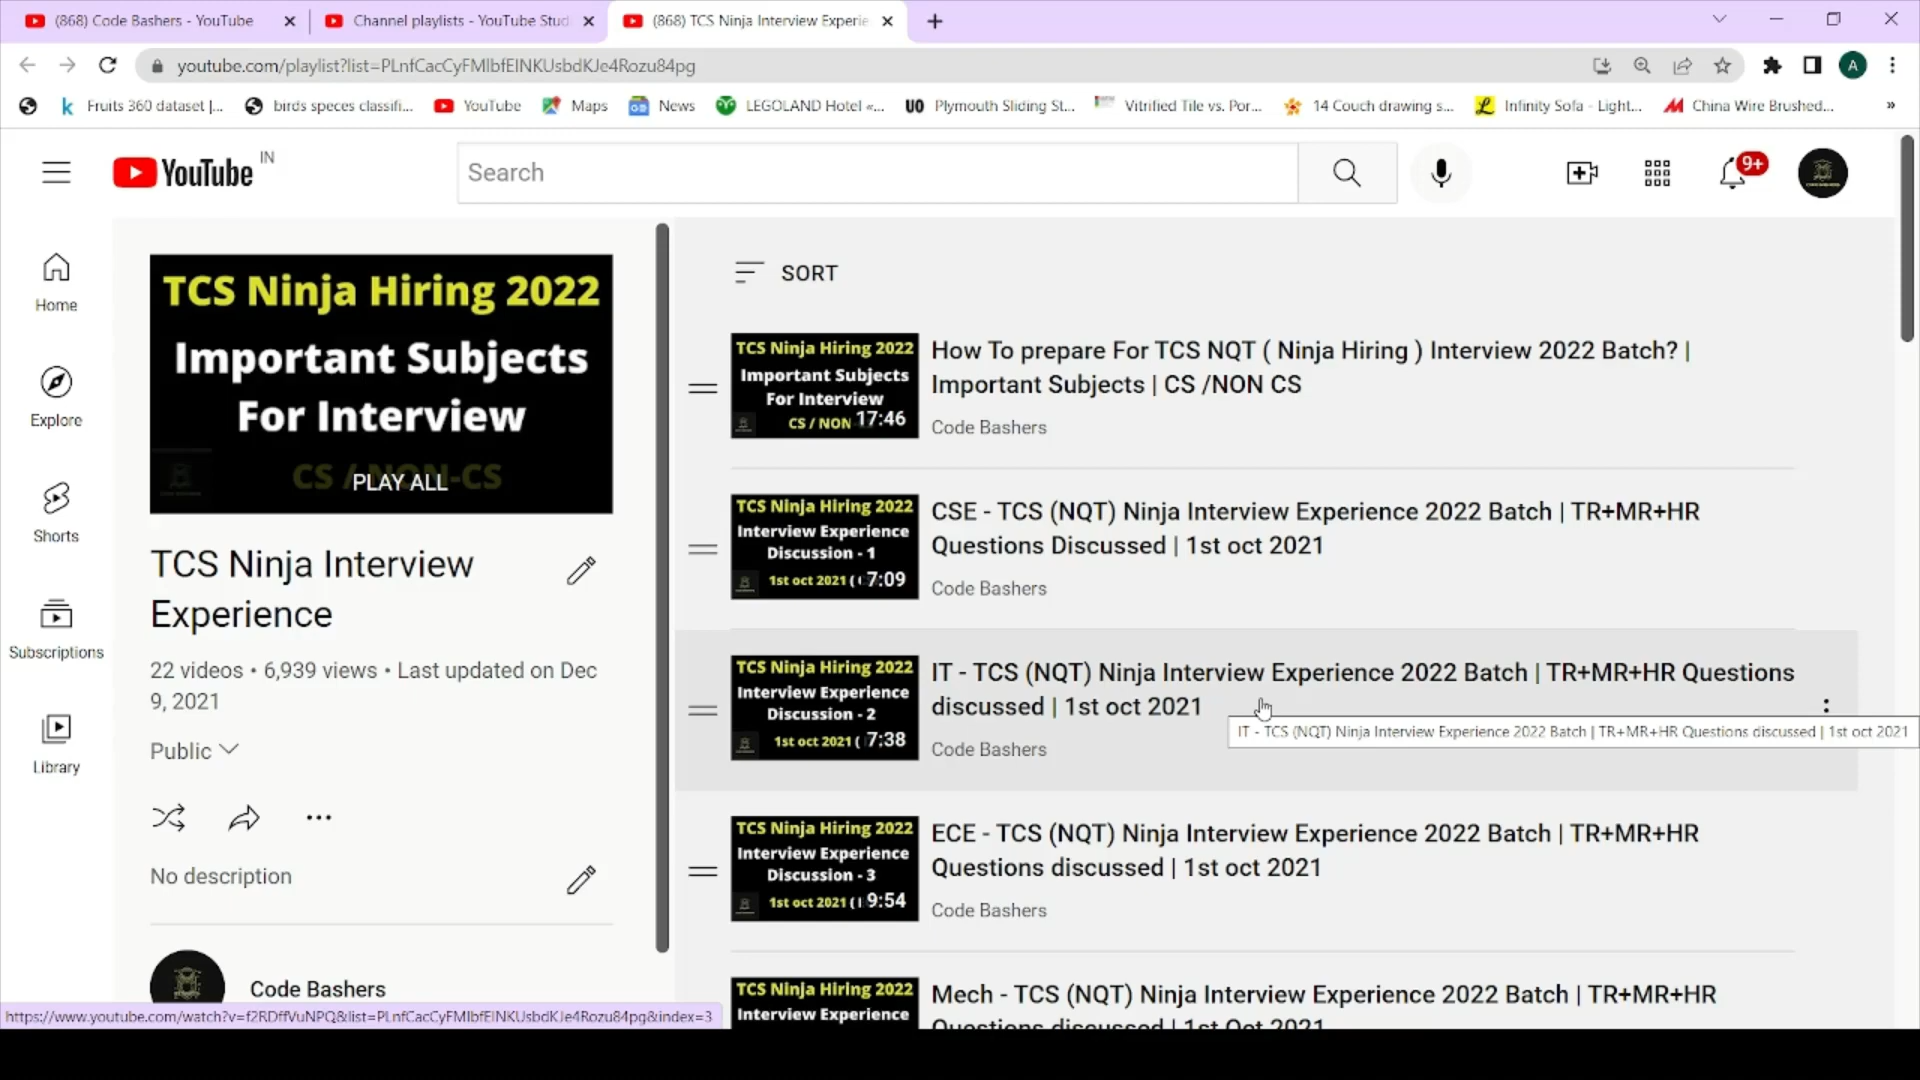 (868) Code Bashers - YouTube
Channel playlists - YouTube Stud
(868) TCS Ninja Interview Experie
youtube.com/playlist?list=PLnfCacCyFMlbfEINKUsbdKJe4Rozu84pg
A
Fruits 360 dataset |...
birds speces classifi...
YouTube
Maps
News
LEGOLAND Hotel «...
UO Plymouth Sliding St...
Vitrified Tile vs. Por...
14 Couch drawing s...
Infinity Sofa - Light...
China Wire Brushed...
»
YouTube IN
Search
9+
Home
Explore
Shorts
Subscriptions
Library
TCS Ninja Hiring 2022
Important Subjects
For Interview
CS / NON-CS
PLAY ALL
TCS Ninja Interview
Experience
22 videos • 6,939 views • Last updated on Dec
9, 2021
Public
No description
Code Bashers
SORT
TCS Ninja Hiring 2022
Important Subjects
For Interview
CS / NON 17:46
How To prepare For TCS NQT ( Ninja Hiring ) Interview 2022 Batch? |
Important Subjects | CS /NON CS
Code Bashers
TCS Ninja Hiring 2022
Interview Experience
Discussion - 1
1st oct 2021 ( 7:09
CSE - TCS (NQT) Ninja Interview Experience 2022 Batch | TR+MR+HR
Questions Discussed | 1st oct 2021
Code Bashers
TCS Ninja Hiring 2022
Interview Experience
Discussion - 2
1st oct 2021 ( 7:38
IT - TCS (NQT) Ninja Interview Experience 2022 Batch | TR+MR+HR Questions
discussed | 1st oct 2021
IT - TCS (NQT) Ninja Interview Experience 2022 Batch | TR+MR+HR Questions discussed | 1st oct 2021
Code Bashers
TCS Ninja Hiring 2022
Interview Experience
Discussion - 3
1st oct 2021 ( 9:54
ECE - TCS (NQT) Ninja Interview Experience 2022 Batch | TR+MR+HR
Questions discussed | 1st oct 2021
Code Bashers
TCS Ninja Hiring 2022
Interview Experience
Mech - TCS (NQT) Ninja Interview Experience 2022 Batch | TR+MR+HR
Questions discussed | 1st Oct 2021
https://www.youtube.com/watch?v=f2RDffVuNPQ&list=PLnfCacCyFMlbfEINKUsbdKJe4Rozu84pg&index=3